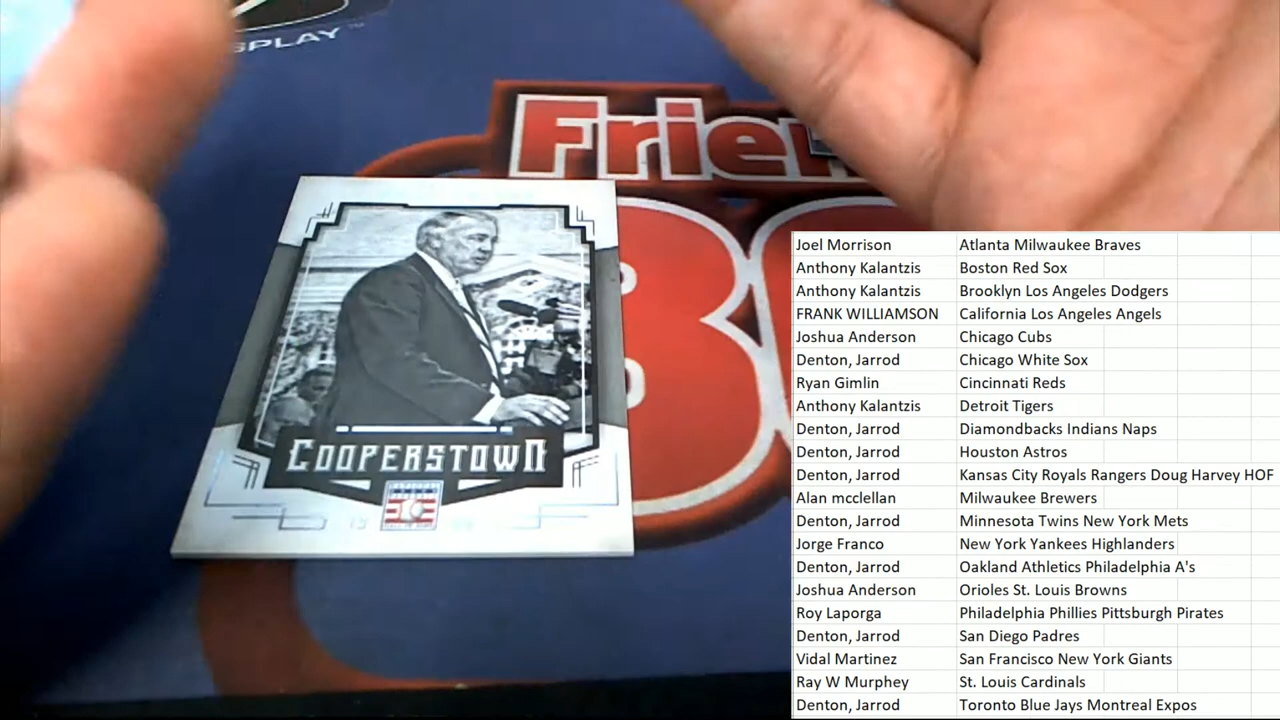 SPLAY™
Frien
COOPERSTOWN
Joel Morrison Atlanta Milwaukee Braves
Anthony Kalantzis Boston Red Sox
Anthony Kalantzis Brooklyn Los Angeles Dodgers
FRANK WILLIAMSON California Los Angeles Angels
Joshua Anderson Chicago Cubs
Denton, Jarrod Chicago White Sox
Ryan Gimlin Cincinnati Reds
Anthony Kalantzis Detroit Tigers
Denton, Jarrod Diamondbacks Indians Naps
Denton, Jarrod Houston Astros
Denton, Jarrod Kansas City Royals Rangers Doug Harvey HOF
Alan mcclellan Milwaukee Brewers
Denton, Jarrod Minnesota Twins New York Mets
Jorge Franco New York Yankees Highlanders
Denton, Jarrod Oakland Athletics Philadelphia A's
Joshua Anderson Orioles St. Louis Browns
Roy Laporga Philadelphia Phillies Pittsburgh Pirates
Denton, Jarrod San Diego Padres
Vidal Martinez San Francisco New York Giants
Ray W Murphey St. Louis Cardinals
Denton, Jarrod Toronto Blue Jays Montreal Expos